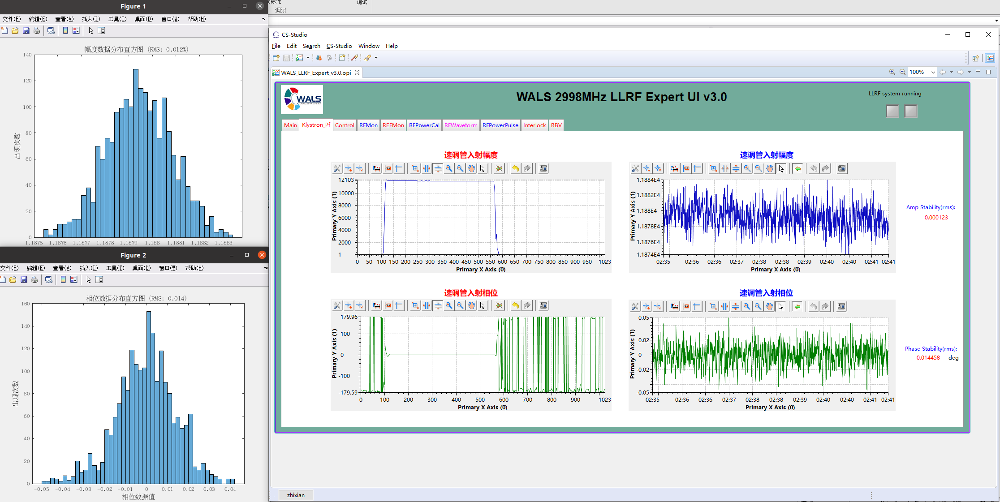 Figure 1
文件(F) 编辑(E) 查看(V) 插入(I) 工具(T) 桌面(D) 窗口(W) 帮助(H)
幅度数据分布直方图 (RMS: 0.012%)
出现次数
140
120
100
80
60
40
20
0
1.1875 1.1876 1.1877 1.1878 1.1879 1.188 1.1881 1.1882 1.1883
Figure 2
文件(F) 编辑(E) 查看(V) 插入(I) 工具(T) 桌面(D) 窗口(W) 帮助(H)
相位数据分布直方图 (RMS: 0.014)
出现次数
160
140
120
100
80
60
40
20
0
-0.05 -0.04 -0.03 -0.02 -0.01 0 0.01 0.02 0.03 0.04
相位数据值
调试
调试
CS-Studio
File Edit Search CS-Studio Window Help
WALS_LLRF_Expert_v3.0.opi
100%
WALS
WALS 2998MHz LLRF Expert UI v3.0
LLRF system running
Main Klystron_Pf Control RFMon REFMon RFPowerCal RFWaveform RFPowerPulse Interlock RBV
速调管入射幅度
Primary Y Axis (1)
12103
10000
8000
6000
4000
2000
1
0 50 100 150 200 250 300 350 400 450 500 550 600 650 700 750 800 850 900 950 1023
Primary X Axis (0)
速调管入射幅度
Primary Y Axis (1)
1.1884E4
1.1882E4
1.188E4
1.1878E4
1.1876E4
1.1874E4
02:35 02:36 02:36 02:37 02:38 02:38 02:39 02:40 02:40 02:41 02:41
Primary X Axis (0)
Amp Stability(rms):
0.000123
速调管入射相位
Primary Y Axis (1)
179.96
100
0
-100
-179.59
0 100 200 300 400 500 600 700 800 900 1023
Primary X Axis (0)
速调管入射相位
Primary Y Axis (1)
0.05
0.02
0
-0.02
-0.05
02:35 02:36 02:36 02:37 02:38 02:38 02:39 02:40 02:40 02:41 02:41
Primary X Axis (0)
Phase Stability(rms):
0.014458 deg
zhixian